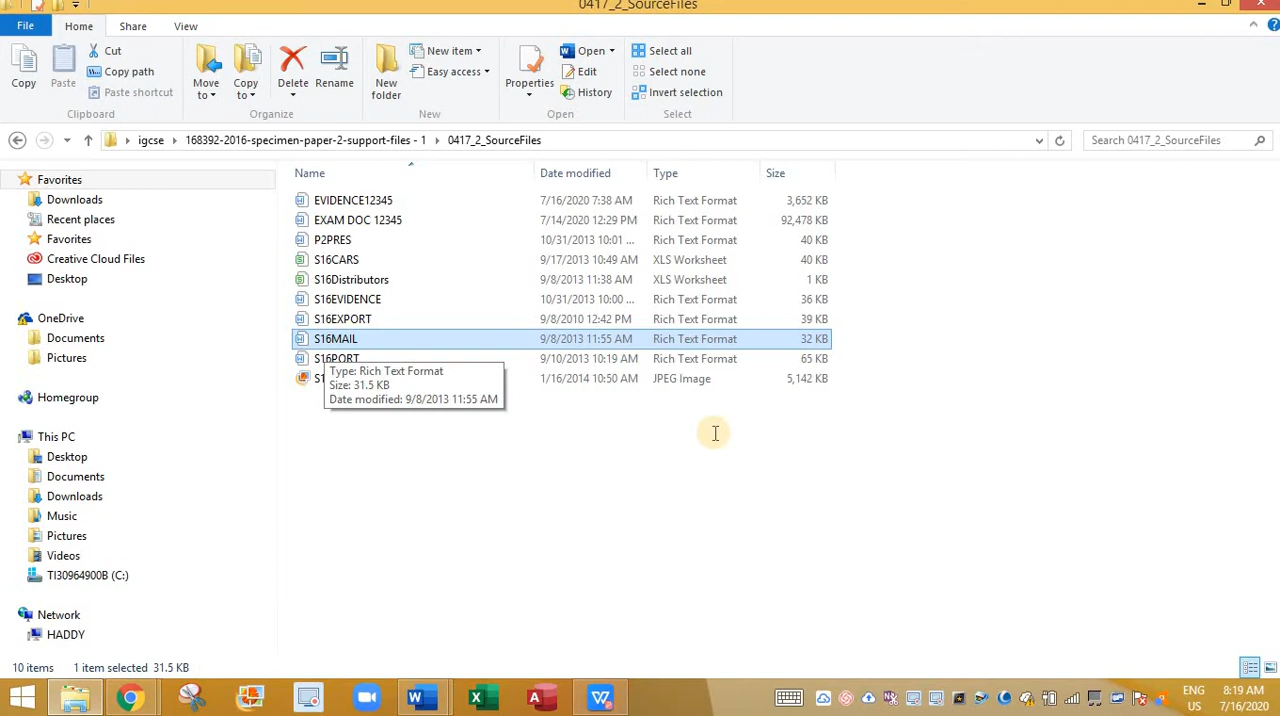 0417_2_SourceFiles
File Home Share View
Copy
Paste
Cut
Copy path
Paste shortcut
Clipboard
Move to
Copy to
Delete
Rename
Organize
New folder
New item
Easy access
New
Properties
Open
Edit
History
Open
Select all
Select none
Invert selection
Select
igcse 168392-2016-specimen-paper-2-support-files - 1 0417_2_SourceFiles
Search 0417_2_SourceFiles
Name Date modified Type Size
EVIDENCE12345 7/16/2020 7:38 AM Rich Text Format 3,652 KB
EXAM DOC 12345 7/14/2020 12:29 PM Rich Text Format 92,478 KB
P2PRES 10/31/2013 10:01 ... Rich Text Format 40 KB
S16CARS 9/17/2013 10:49 AM XLS Worksheet 40 KB
S16Distributors 9/8/2013 11:38 AM XLS Worksheet 1 KB
S16EVIDENCE 10/31/2013 10:00 ... Rich Text Format 36 KB
S16EXPORT 9/8/2010 12:42 PM Rich Text Format 39 KB
S16MAIL 9/8/2013 11:55 AM Rich Text Format 32 KB
S16PORT 9/10/2013 10:19 AM Rich Text Format 65 KB
S1 1/16/2014 10:50 AM JPEG Image 5,142 KB
Type: Rich Text Format
Size: 31.5 KB
Date modified: 9/8/2013 11:55 AM
Favorites
Downloads
Recent places
Favorites
Creative Cloud Files
Desktop
OneDrive
Documents
Pictures
Homegroup
This PC
Desktop
Documents
Downloads
Music
Pictures
Videos
TI30964900B (C:)
Network
HADDY
10 items 1 item selected 31.5 KB
ENG
US
8:19 AM
7/16/2020